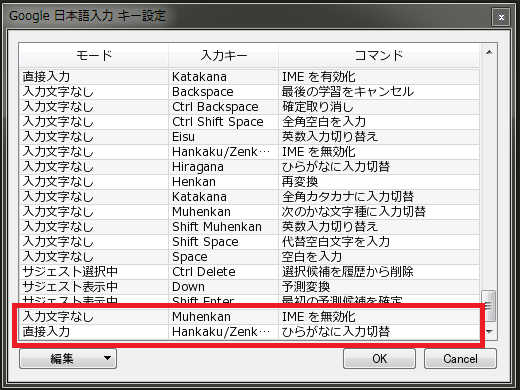 Google 日本語入力 キー設定
モード 入力キー コマンド
直接入力 Katakana IME を有効化
入力文字なし Backspace 最後の学習をキャンセル
入力文字なし Ctrl Backspace 確定取り消し
入力文字なし Ctrl Shift Space 全角空白を入力
入力文字なし Eisu 英数入力切り替え
入力文字なし Hankaku/Zenk… IME を無効化
入力文字なし Hiragana ひらがなに入力切替
入力文字なし Henkan 再変換
入力文字なし Katakana 全角カタカナに入力切替
入力文字なし Muhenkan 次のかな文字種に入力切替
入力文字なし Shift Muhenkan 英数入力切り替え
入力文字なし Shift Space 代替空白文字を入力
入力文字なし Space 空白を入力
サジェスト選択中 Ctrl Delete 選択候補を履歴から削除
サジェスト表示中 Down 予測変換
サジェスト表示中 Shift Enter 最初の予測候補を確定
入力文字なし Muhenkan IME を無効化
直接入力 Hankaku/Zenk… ひらがなに入力切替
編集 OK Cancel